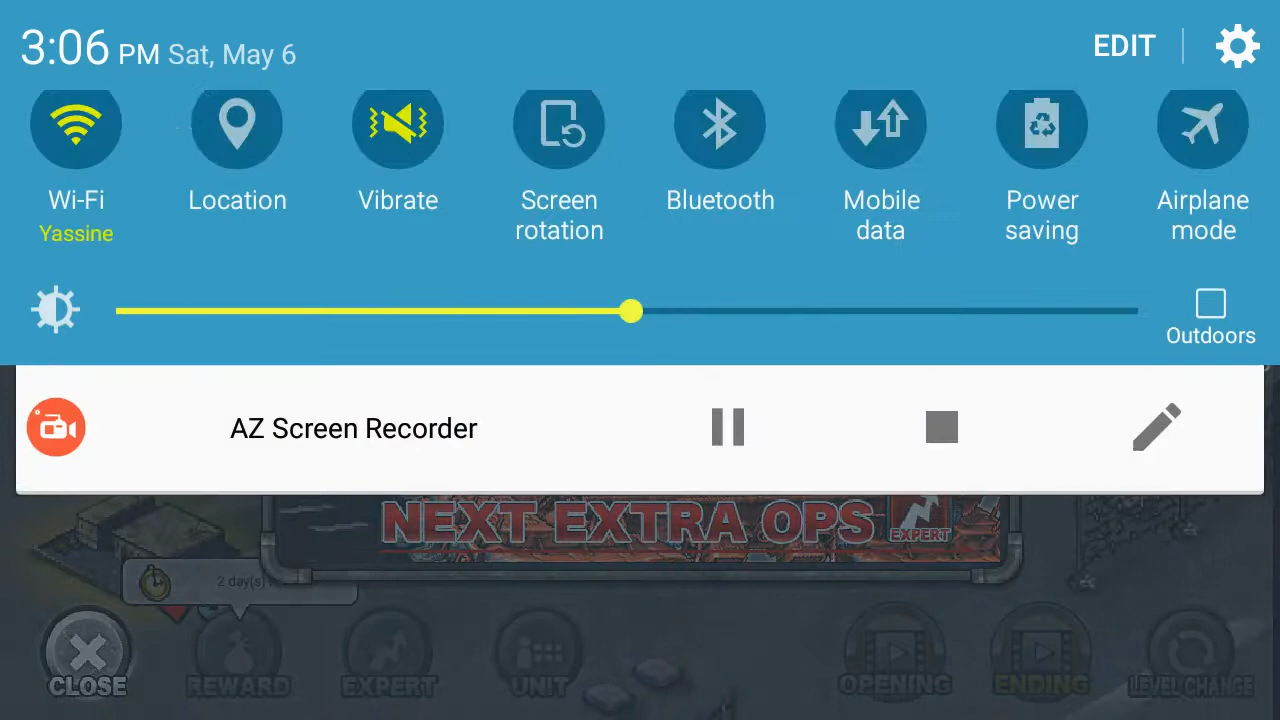 3:06 PM Sat, May 6
EDIT
Wi-Fi
Yassine
Location
Vibrate
Screen
rotation
Bluetooth
Mobile
data
Power
saving
Airplane
mode
Outdoors
AZ Screen Recorder
NEXT EXTRA OPS
EXPERT
2 day(s)
CLOSE
REWARD
EXPERT
UNIT
OPENING
ENDING
LEVEL CHANGE